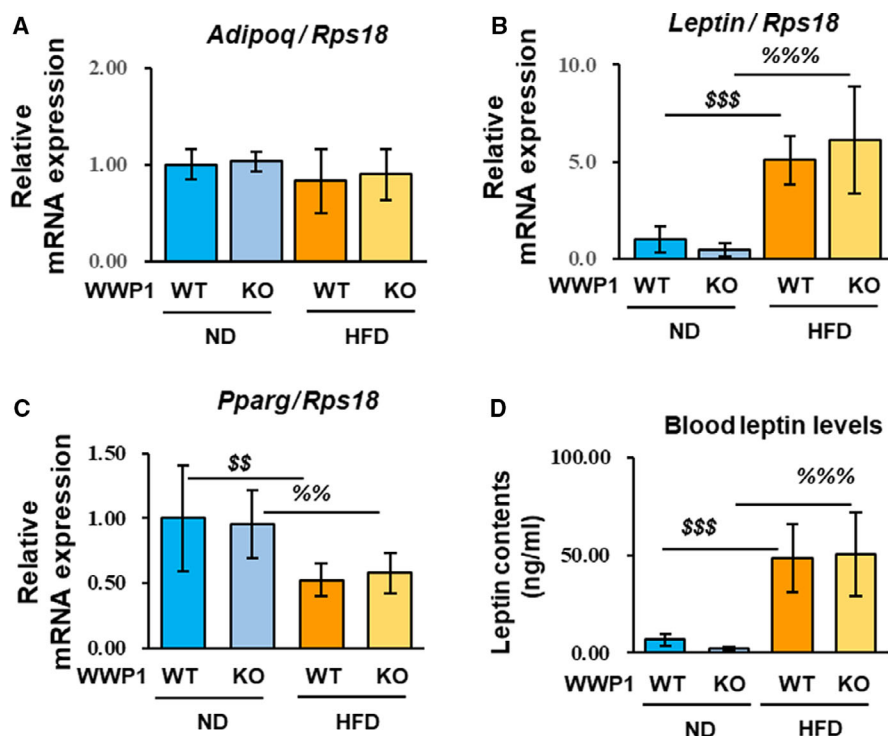 A
Adipoq / Rps18
Relative
mRNA expression
2.00
1.00
0.00
WWP1 WT KO WT KO
ND HFD
B
Leptin / Rps18
Relative
mRNA expression
10.0
5.0
0.0
$$$
%%%
WWP1 WT KO WT KO
ND HFD
C
Pparg/Rps18
Relative
mRNA expression
1.50
1.00
0.50
0.00
$$
%%
WWP1 WT KO WT KO
ND HFD
D
Blood leptin levels
Leptin contents
(ng/ml)
100.00
50.00
0.00
$$$
%%%
WWP1 WT KO WT KO
ND HFD